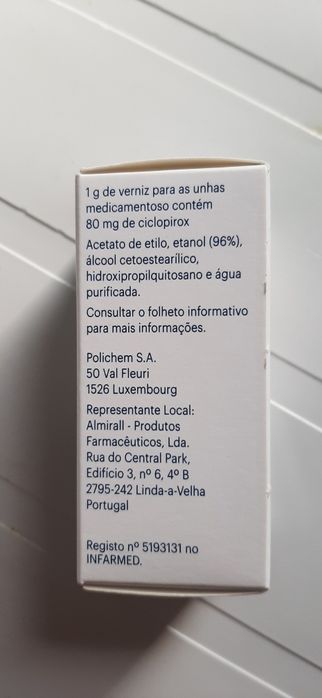 1 g de verniz para as unhas
medicamentoso contém
80 mg de ciclopirox
Acetato de etilo, etanol (96%),
álcool cetoestearílico,
hidroxipropilquitosano e água
purificada.
Consultar o folheto informativo
para mais informações.
Polichem S.A.
50 Val Fleuri
1526 Luxembourg
Representante Local:
Almirall - Produtos
Farmacêuticos, Lda.
Rua do Central Park,
Edifício 3, nº 6, 4º B
2795-242 Linda-a-Velha
Portugal
Registo nº 5193131 no
INFARMED.